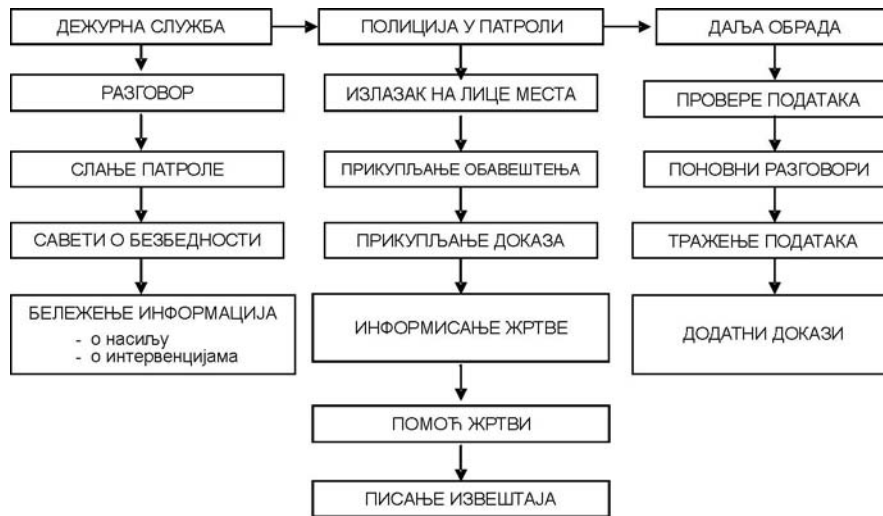 ДЕЖУРНА СЛУЖБА
РАЗГОВОР
СЛАЊЕ ПАТРОЛЕ
САВЕТИ О БЕЗБЕДНОСТИ
БЕЛЕЖЕЊЕ ИНФОРМАЦИЈА
- о насиљу
- о интервенцијама
ПОЛИЦИЈА У ПАТРОЛИ
ИЗЛАЗАК НА ЛИЦЕ МЕСТА
ПРИКУПЉАЊЕ ОБАВЕШТЕЊА
ПРИКУПЉАЊЕ ДОКАЗА
ИНФОРМИСАЊЕ ЖРТВЕ
ПОМОЋ ЖРТВИ
ПИСАЊЕ ИЗВЕШТАЈА
ДАЉА ОБРАДА
ПРОВЕРЕ ПОДАТАКА
ПОНОВНИ РАЗГОВОРИ
ТРАЖЕЊЕ ПОДАТАКА
ДОДАТНИ ДОКАЗИ